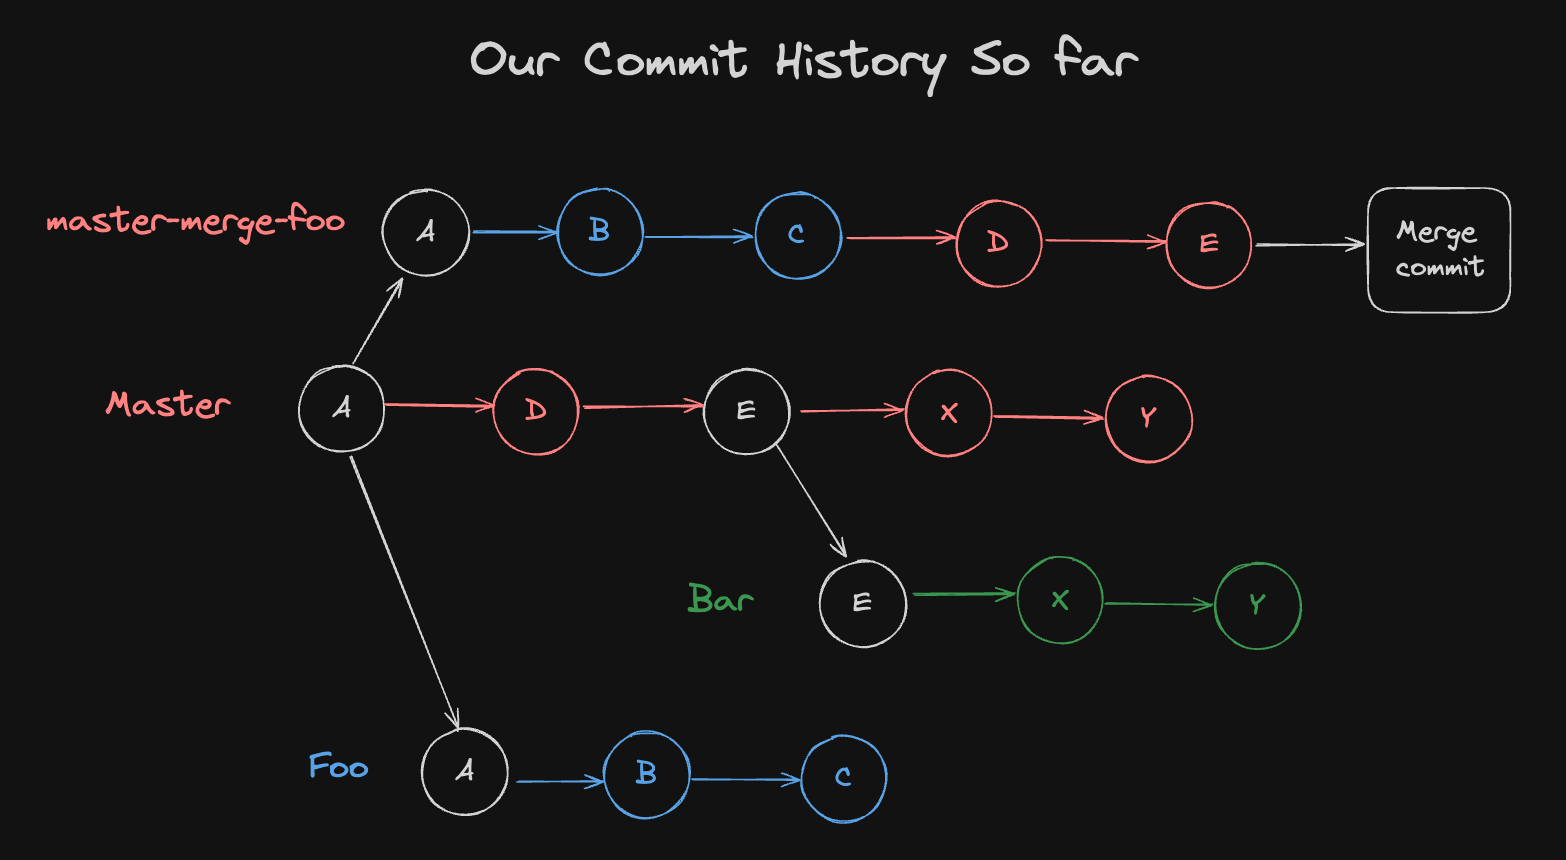 Our Commit History So far
master-merge-foo
A
B
C
D
E
Merge
commit
Master
A
D
E
X
Y
Bar
E
X
Y
Foo
A
B
C